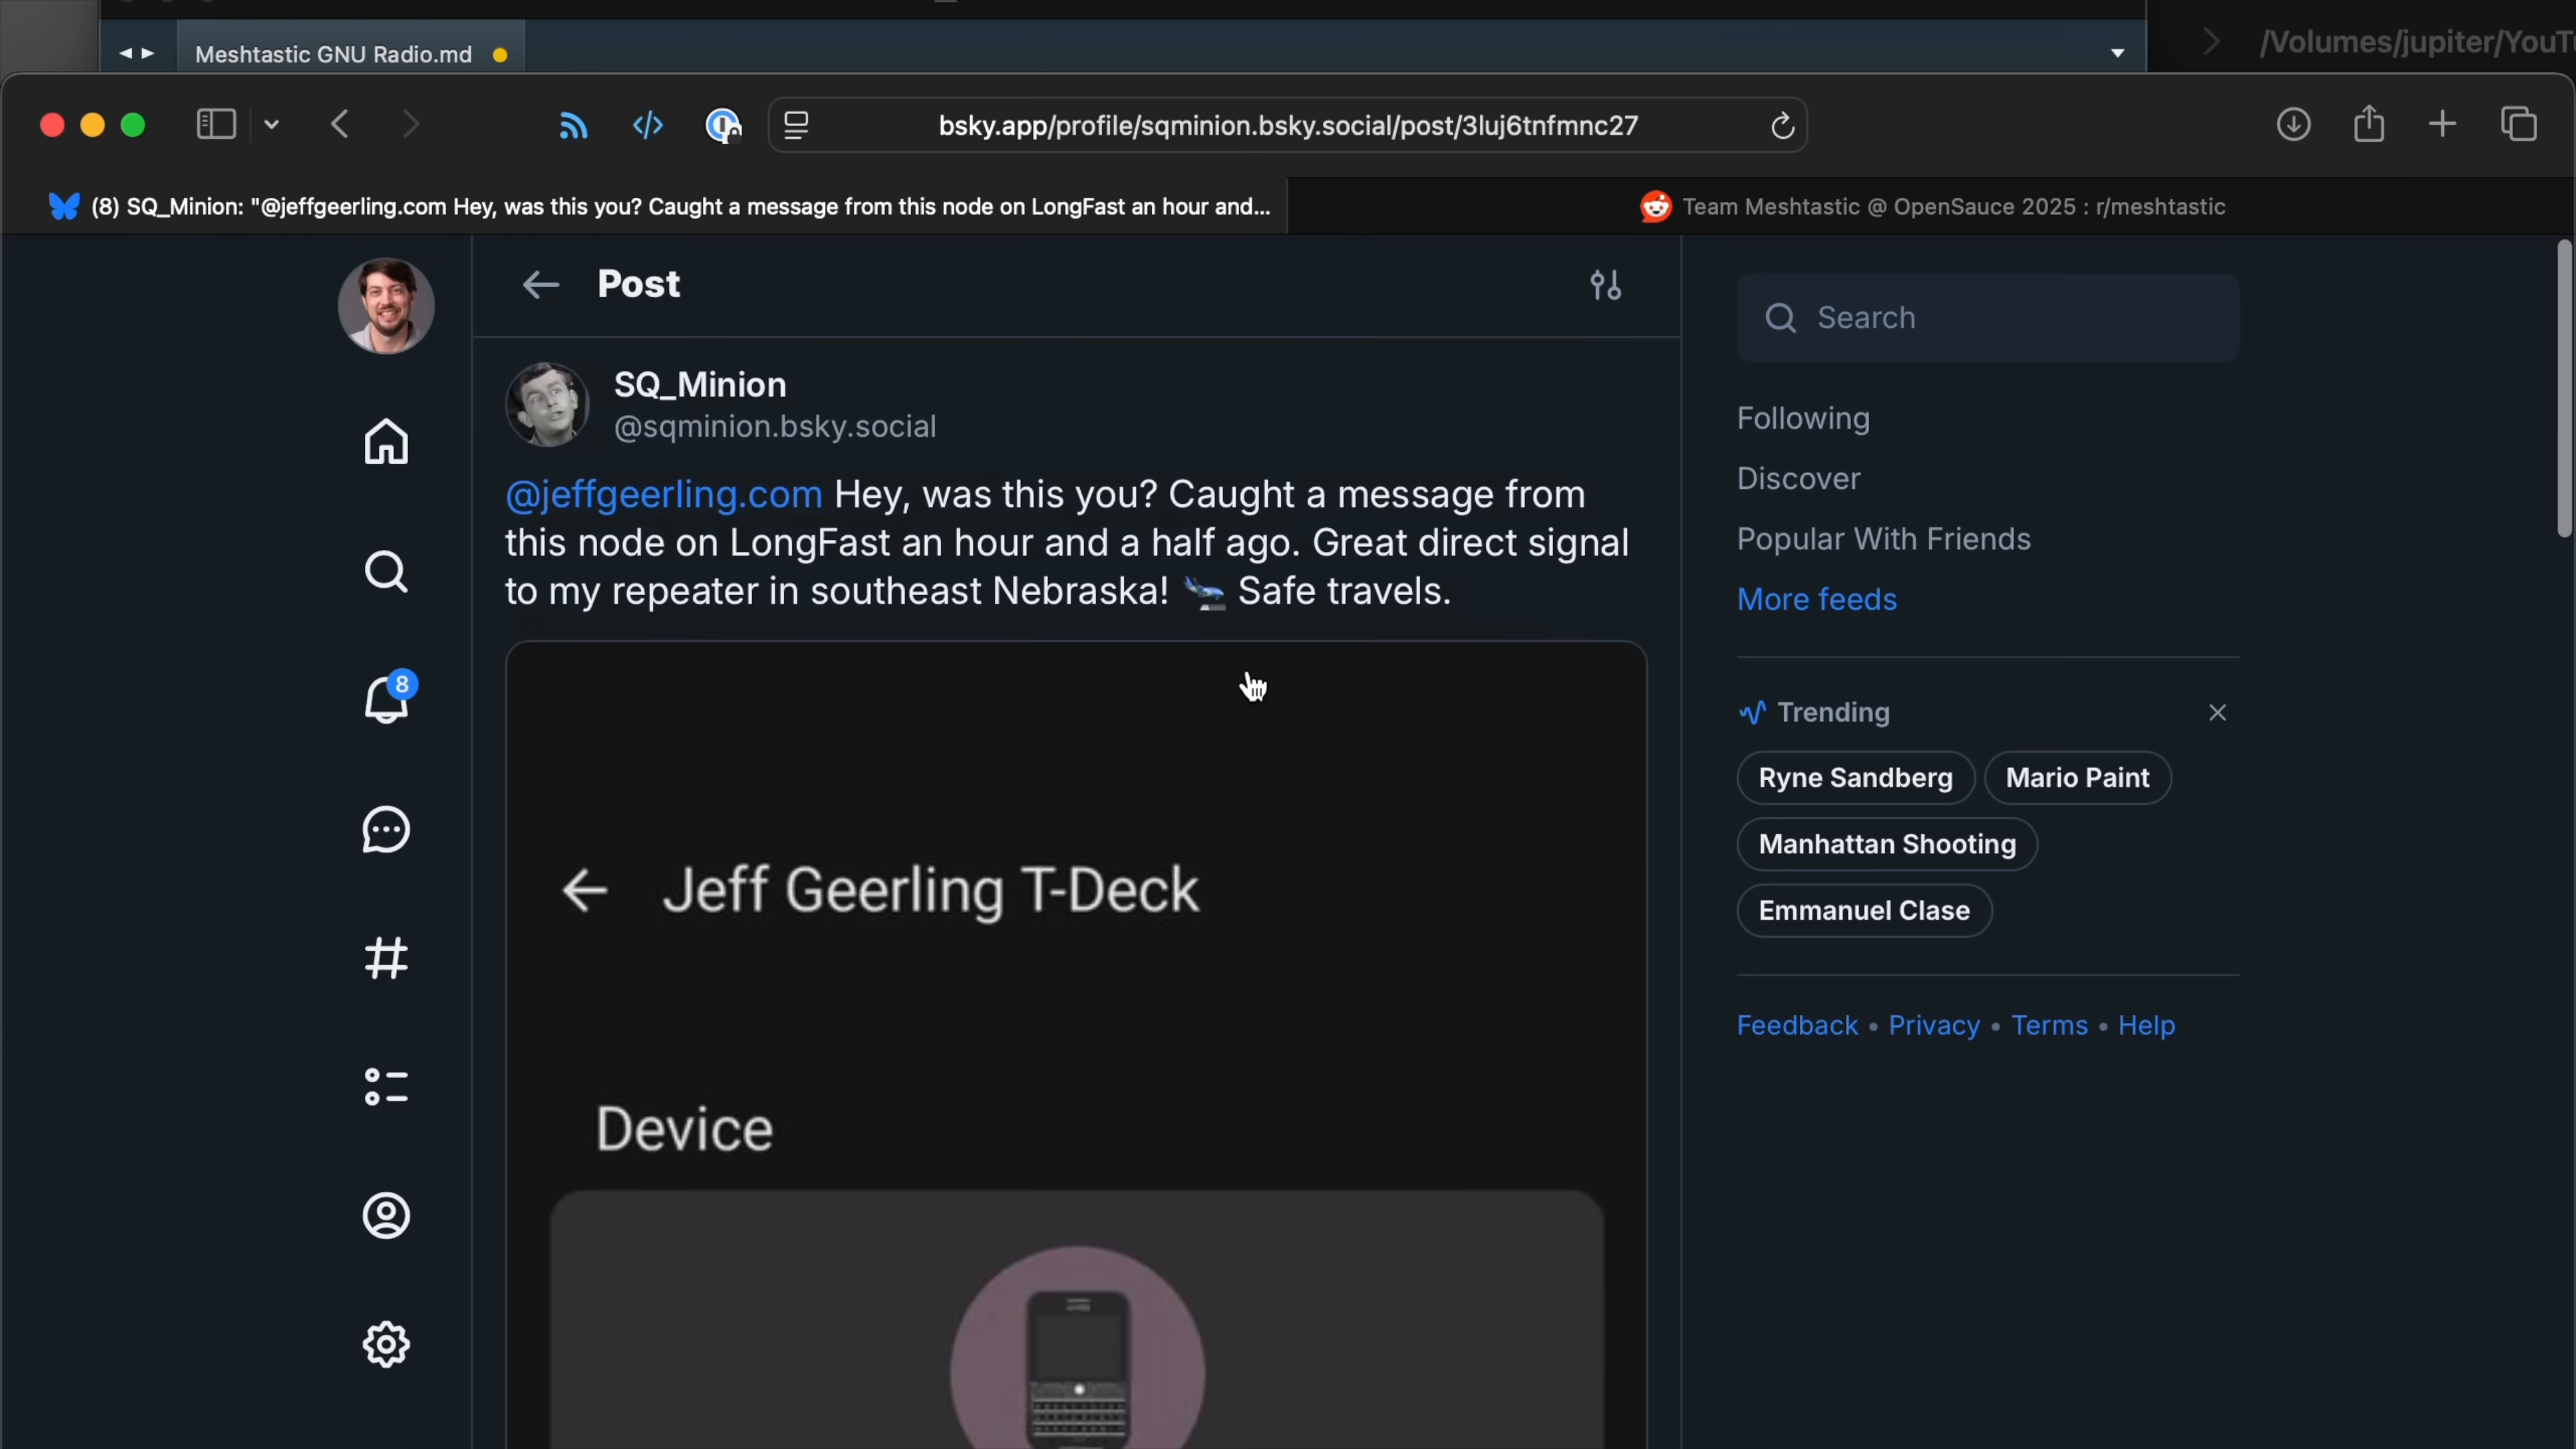 Meshtastic GNU Radio.md
/Volumes/jupiter/YouT
bsky.app/profile/sqminion.bsky.social/post/3luj6tnfmnc27
(8) SQ_Minion: "@jeffgeerling.com Hey, was this you? Caught a message from this node on LongFast an hour and...
Team Meshtastic @ OpenSauce 2025 : r/meshtastic
Post
SQ_Minion
@sqminion.bsky.social
@jeffgeerling.com Hey, was this you? Caught a message from
this node on LongFast an hour and a half ago. Great direct signal
to my repeater in southeast Nebraska! 🛬 Safe travels.
Jeff Geerling T-Deck
Device
8
Search
Following
Discover
Popular With Friends
More feeds
Trending
Ryne Sandberg
Mario Paint
Manhattan Shooting
Emmanuel Clase
Feedback • Privacy • Terms • Help